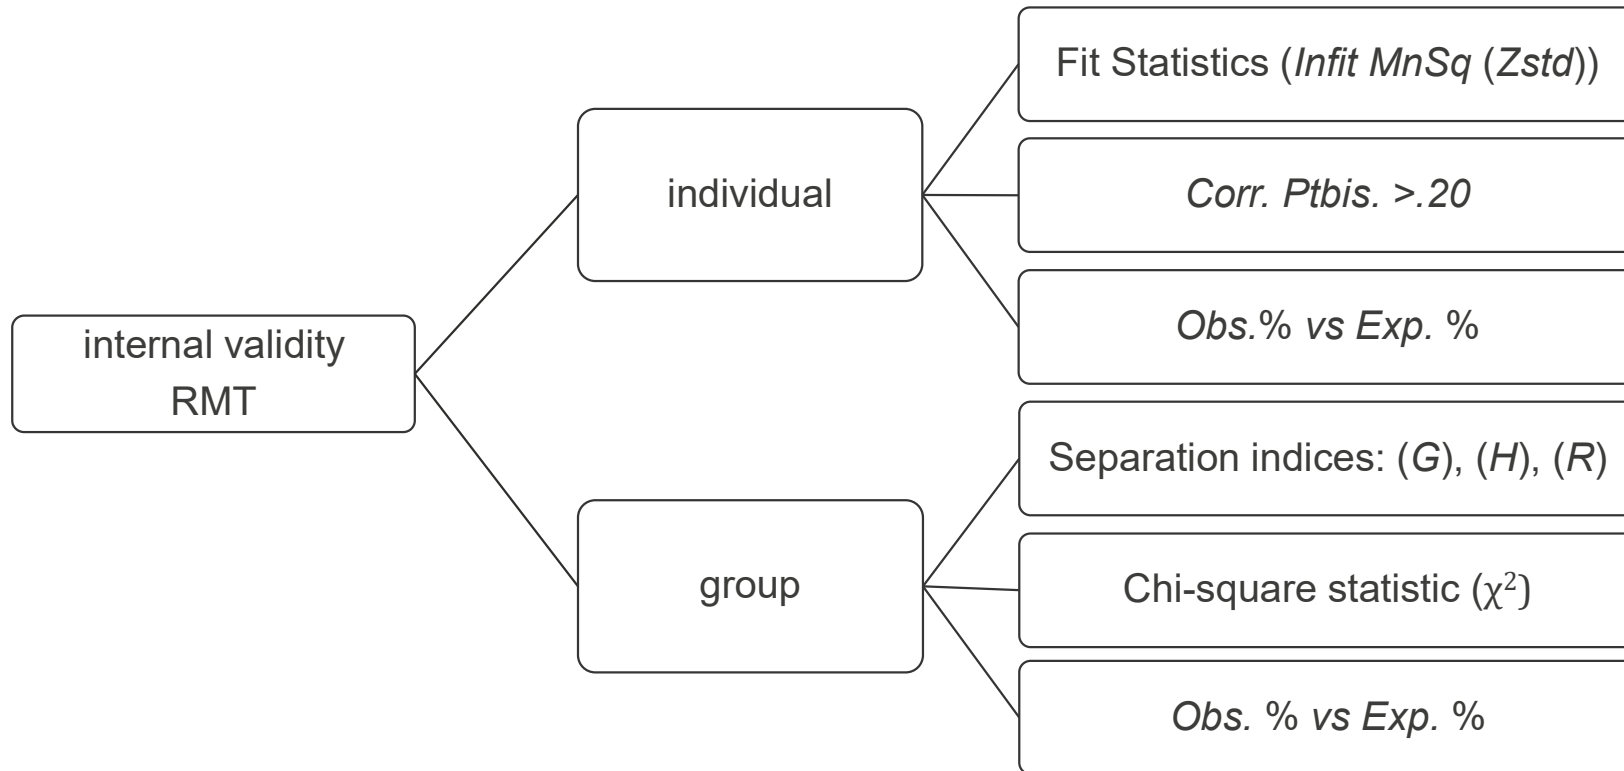 internal validity
RMT
individual
Fit Statistics (Infit MnSq (Zstd))
Corr. Ptbis. >.20
Obs.% vs Exp. %
group
Separation indices: (G), (H), (R)
Chi-square statistic (χ²)
Obs. % vs Exp. %